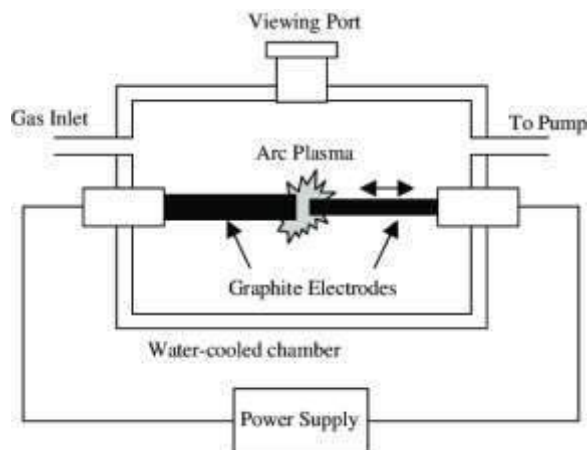 Viewing Port
Gas Inlet
To Pump
Arc Plasma
Graphite Electrodes
Water-cooled chamber
Power Supply